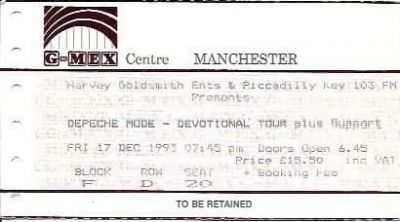 G-MEX Centre MANCHESTER
Harvey Goldsmith Ents & Piccadilly Key 103 FM
Presents
DEPECHE MODE - DEVOTIONAL TOUR plus Support
FRI 17 DEC 1993 07:45 pm Doors Open 6.45
Price £15.50 inc VAT
BLOCK ROW SEAT + Booking Fee
F D 20
TO BE RETAINED